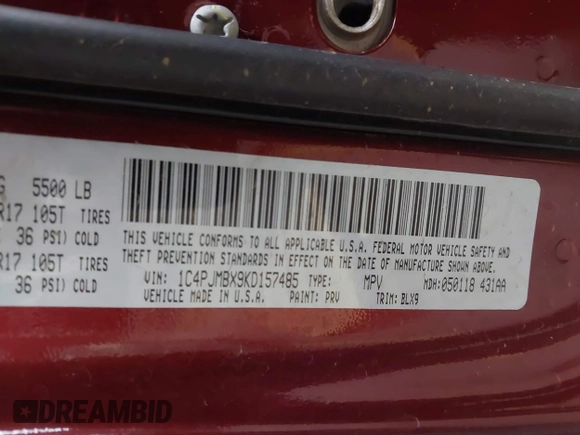 5500 LB
R17 105T TIRES
36 PSI) COLD
R17 105T TIRES
36 PSI) COLD
THIS VEHICLE CONFORMS TO ALL APPLICABLE U.S.A. FEDERAL MOTOR VEHICLE SAFETY AND
THEFT PREVENTION STANDARDS IN EFFECT ON THE DATE OF MANUFACTURE SHOWN ABOVE.
VIN: 1C4PJMBX9KD157485 TYPE: MPV MDH:050118 431AA
VEHICLE MADE IN U.S.A. PAINT: PRV TRIM:BLX9
DREAMBID